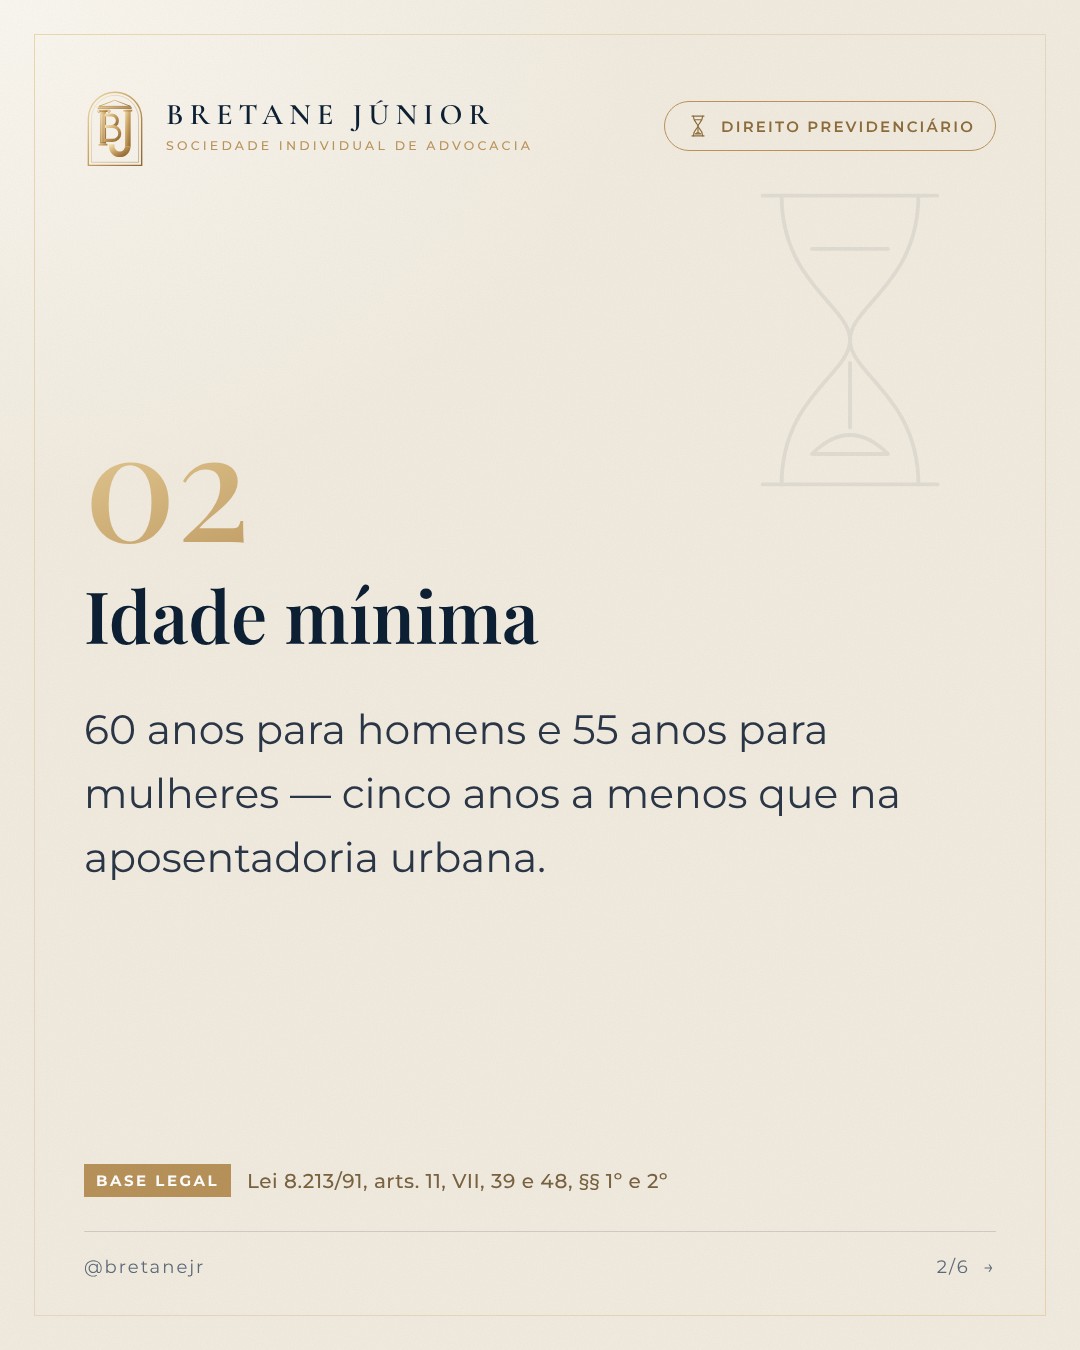 BRETANE JÚNIOR
SOCIEDADE INDIVIDUAL DE ADVOCACIA
DIREITO PREVIDENCIÁRIO
02
Idade mínima
60 anos para homens e 55 anos para
mulheres — cinco anos a menos que na
aposentadoria urbana.
BASE LEGAL Lei 8.213/91, arts. 11, VII, 39 e 48, §§ 1º e 2º
@bretanejr
2/6 →